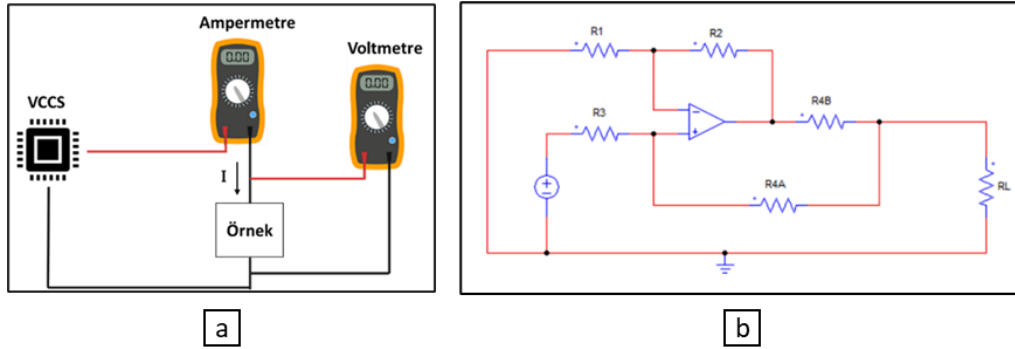 Ampermetre
0.00
Voltmetre
0.00
VCCS
I
Örnek
a
R1
R2
R3
R4B
R4A
RL
b